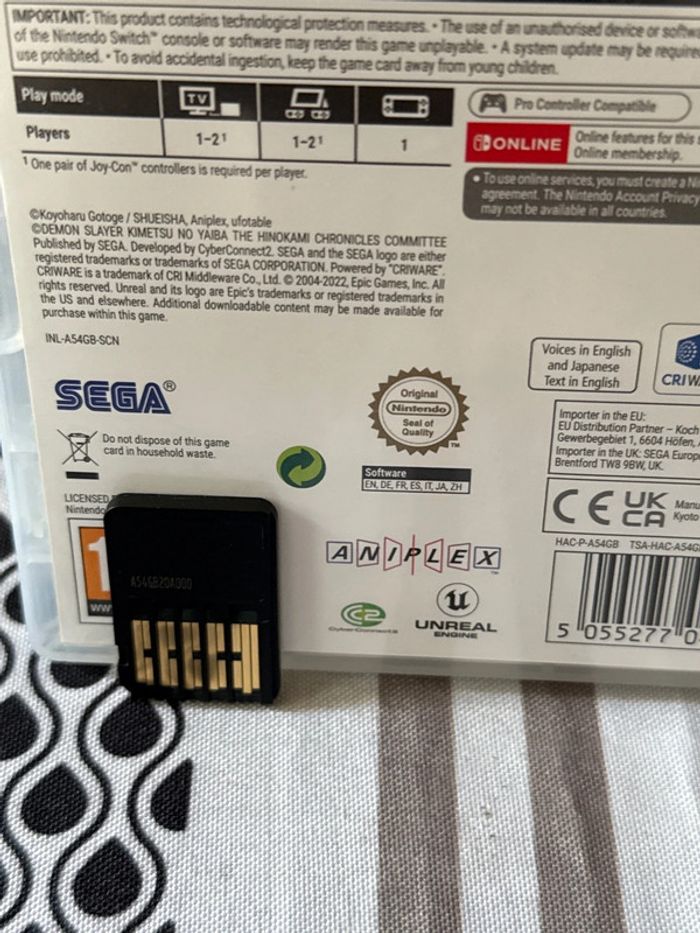 IMPORTANT: This product contains technological protection measures. • The use of an unauthorised device or softwa
of the Nintendo Switch™ console or software may render this game unplayable. • A system update may be require
use prohibited. • To avoid accidental ingestion, keep the game card away from young children.
Play mode TV
Players 1-2¹ 1-2¹ 1
¹ One pair of Joy-Con™ controllers is required per player.
Pro Controller Compatible
ONLINE
Online features for this
Online membership.
• To use online services, you must create a Ni
agreement. The Nintendo Account Privacy
may not be available in all countries.
©Koyoharu Gotoge / SHUEISHA, Aniplex, ufotable
©DEMON SLAYER KIMETSU NO YAIBA THE HINOKAMI CHRONICLES COMMITTEE
Published by SEGA. Developed by CyberConnect2. SEGA and the SEGA logo are either
registered trademarks or trademarks of SEGA CORPORATION. Powered by "CRIWARE".
CRIWARE is a trademark of CRI Middleware Co., Ltd. © 2004-2022, Epic Games, Inc. All
rights reserved. Unreal and its logo are Epic's trademarks or registered trademarks in
the US and elsewhere. Additional downloadable content may be made available for
purchase within this game.
INL-A54GB-SCN
Voices in English
and Japanese
Text in English
CRIWA
SEGA®
Original
Nintendo
Seal of
Quality
™
Do not dispose of this game
card in household waste.
Software
EN, DE, FR, ES, IT, JA, ZH
Importer in the EU:
EU Distribution Partner – Koch
Gewerbegebiet 1, 6604 Höfen,
Importer in the UK: SEGA Europ
Brentford TW8 9BW, UK.
CE UK CA
Manu
Kyoto
HAC-P-A54GB TSA-HAC-A54G
LICENSED
Nintendo
1
ww
A54GB20A000
ANIPLEX
C2
CyberConnect2
UNREAL
ENGINE
5 055277 0